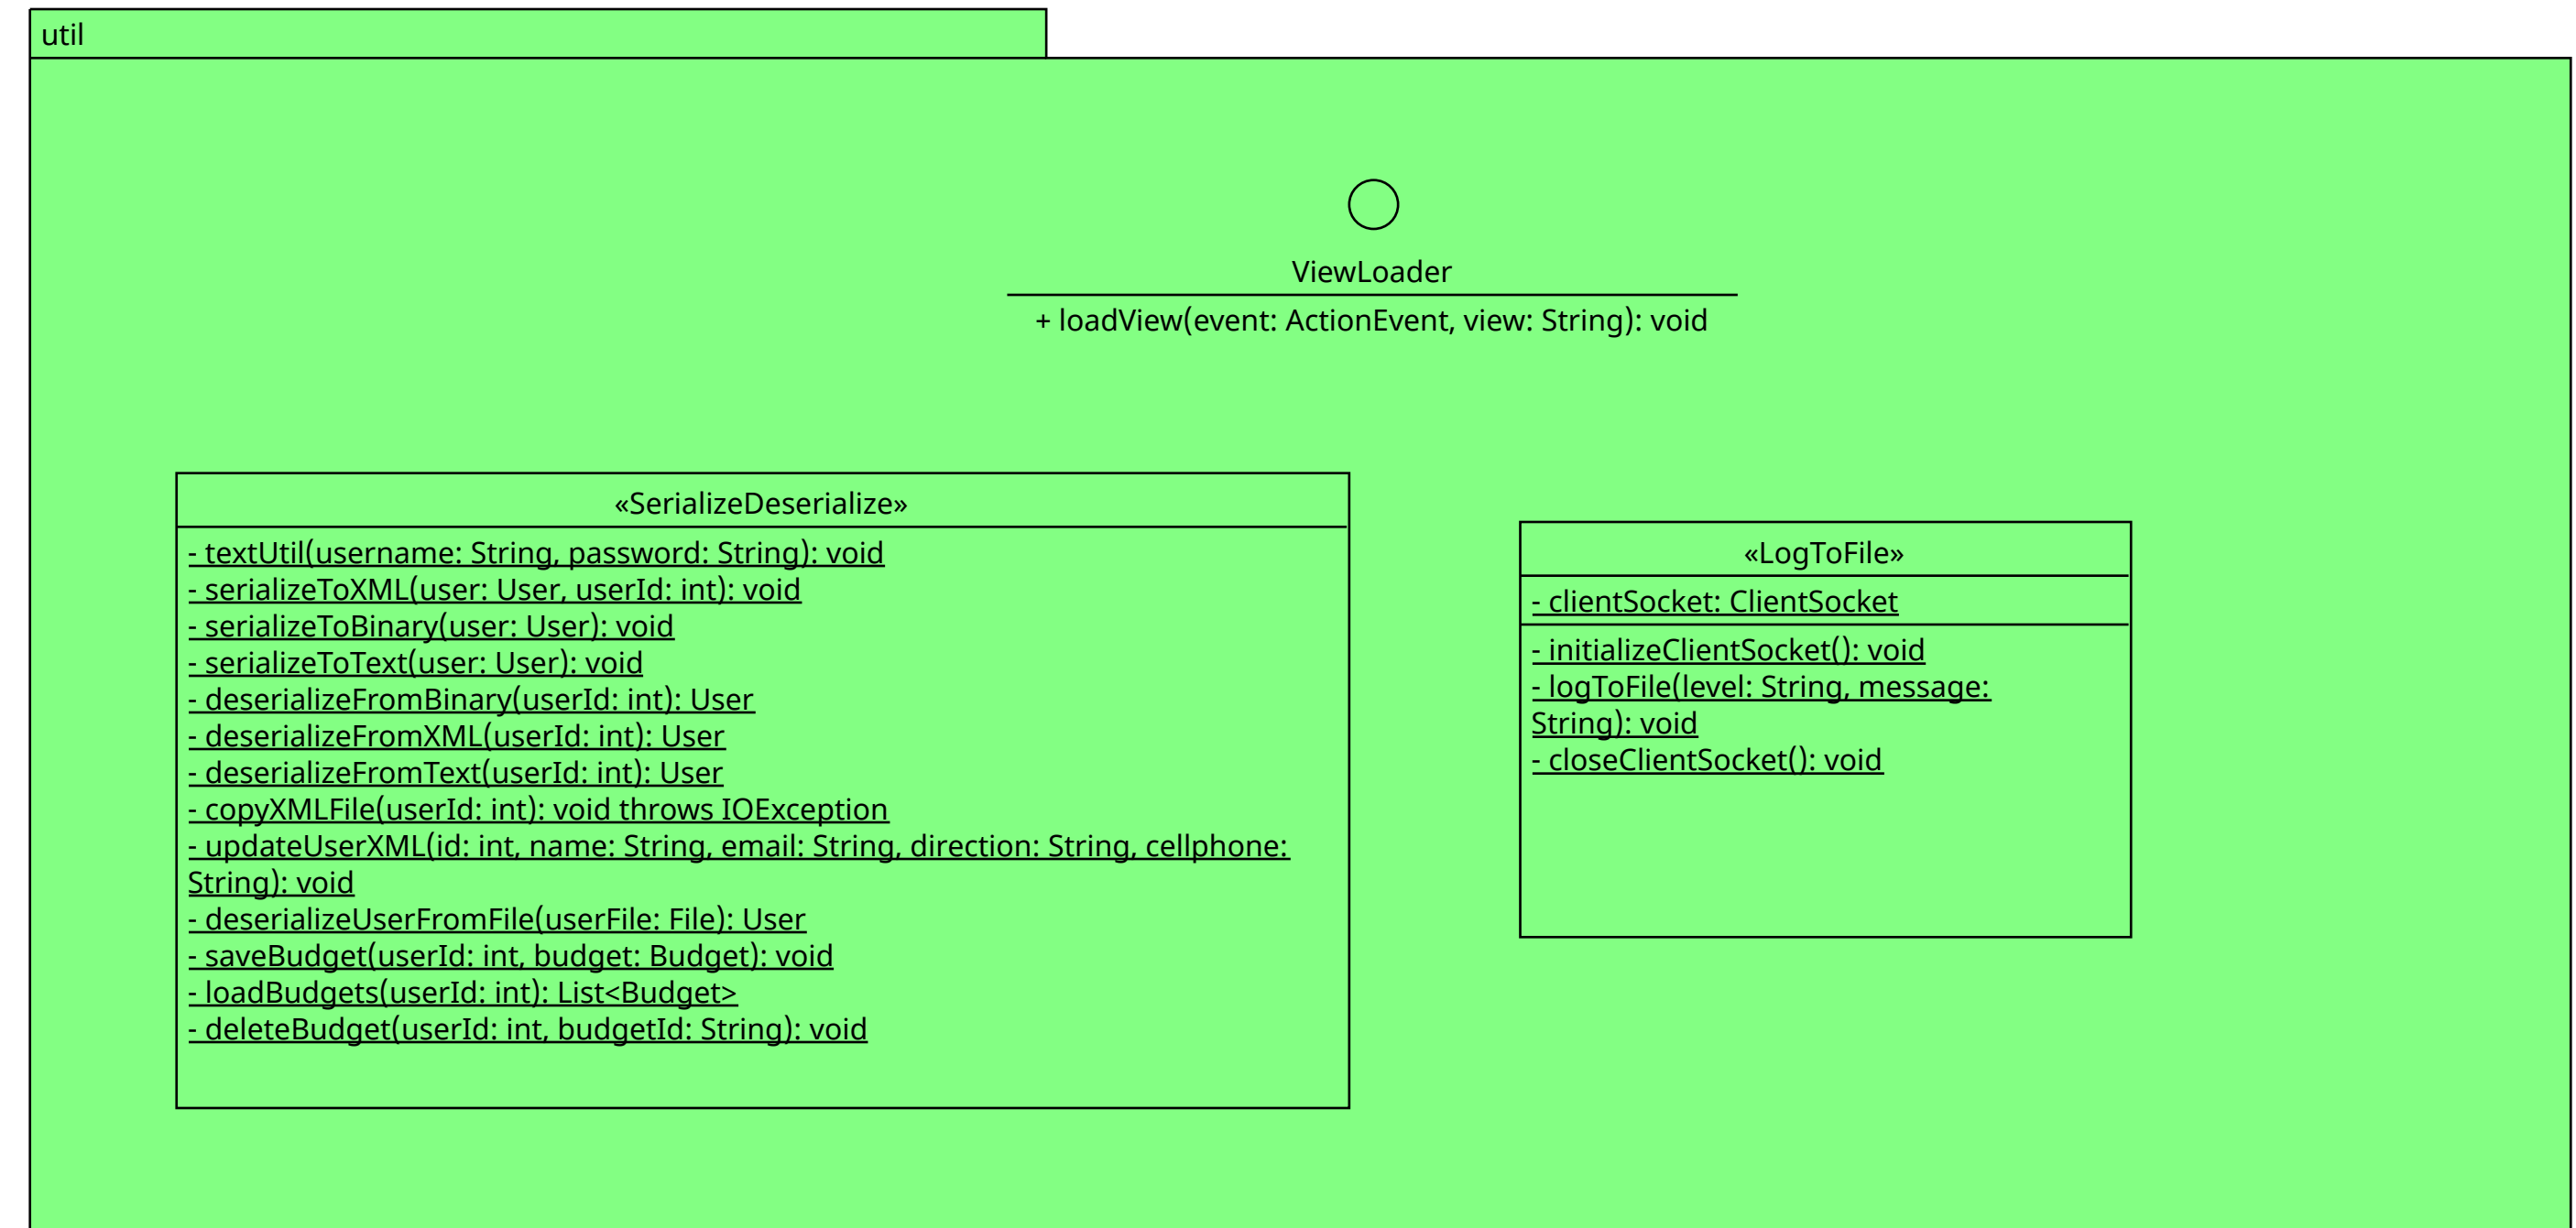 util
ViewLoader
+ loadView(event: ActionEvent, view: String): void
«SerializeDeserialize»
- textUtil(username: String, password: String): void
- serializeToXML(user: User, userId: int): void
- serializeToBinary(user: User): void
- serializeToText(user: User): void
- deserializeFromBinary(userId: int): User
- deserializeFromXML(userId: int): User
- deserializeFromText(userId: int): User
- copyXMLFile(userId: int): void throws IOException
- updateUserXML(id: int, name: String, email: String, direction: String, cellphone:
String): void
- deserializeUserFromFile(userFile: File): User
- saveBudget(userId: int, budget: Budget): void
- loadBudgets(userId: int): List<Budget>
- deleteBudget(userId: int, budgetId: String): void
«LogToFile»
- clientSocket: ClientSocket
- initializeClientSocket(): void
- logToFile(level: String, message:
String): void
- closeClientSocket(): void